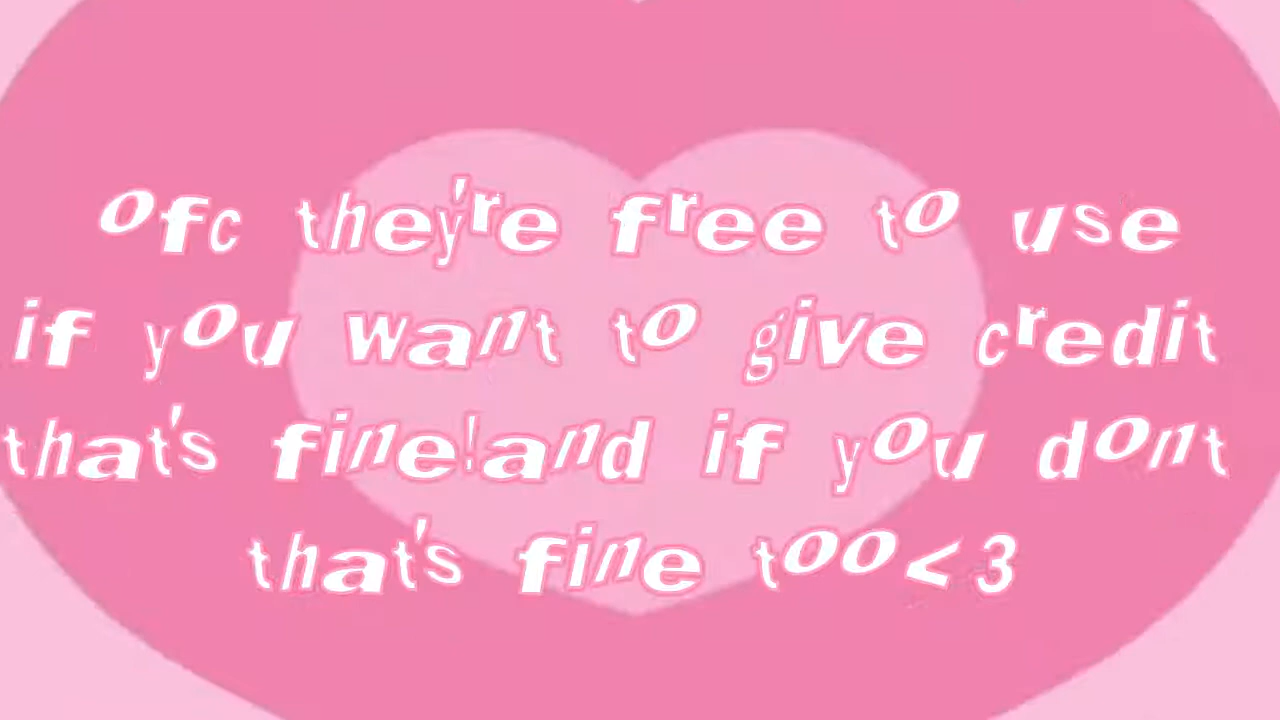 ofc they're free to use
if you want to give credit
that's fine!and if you dont
that's fine too<3